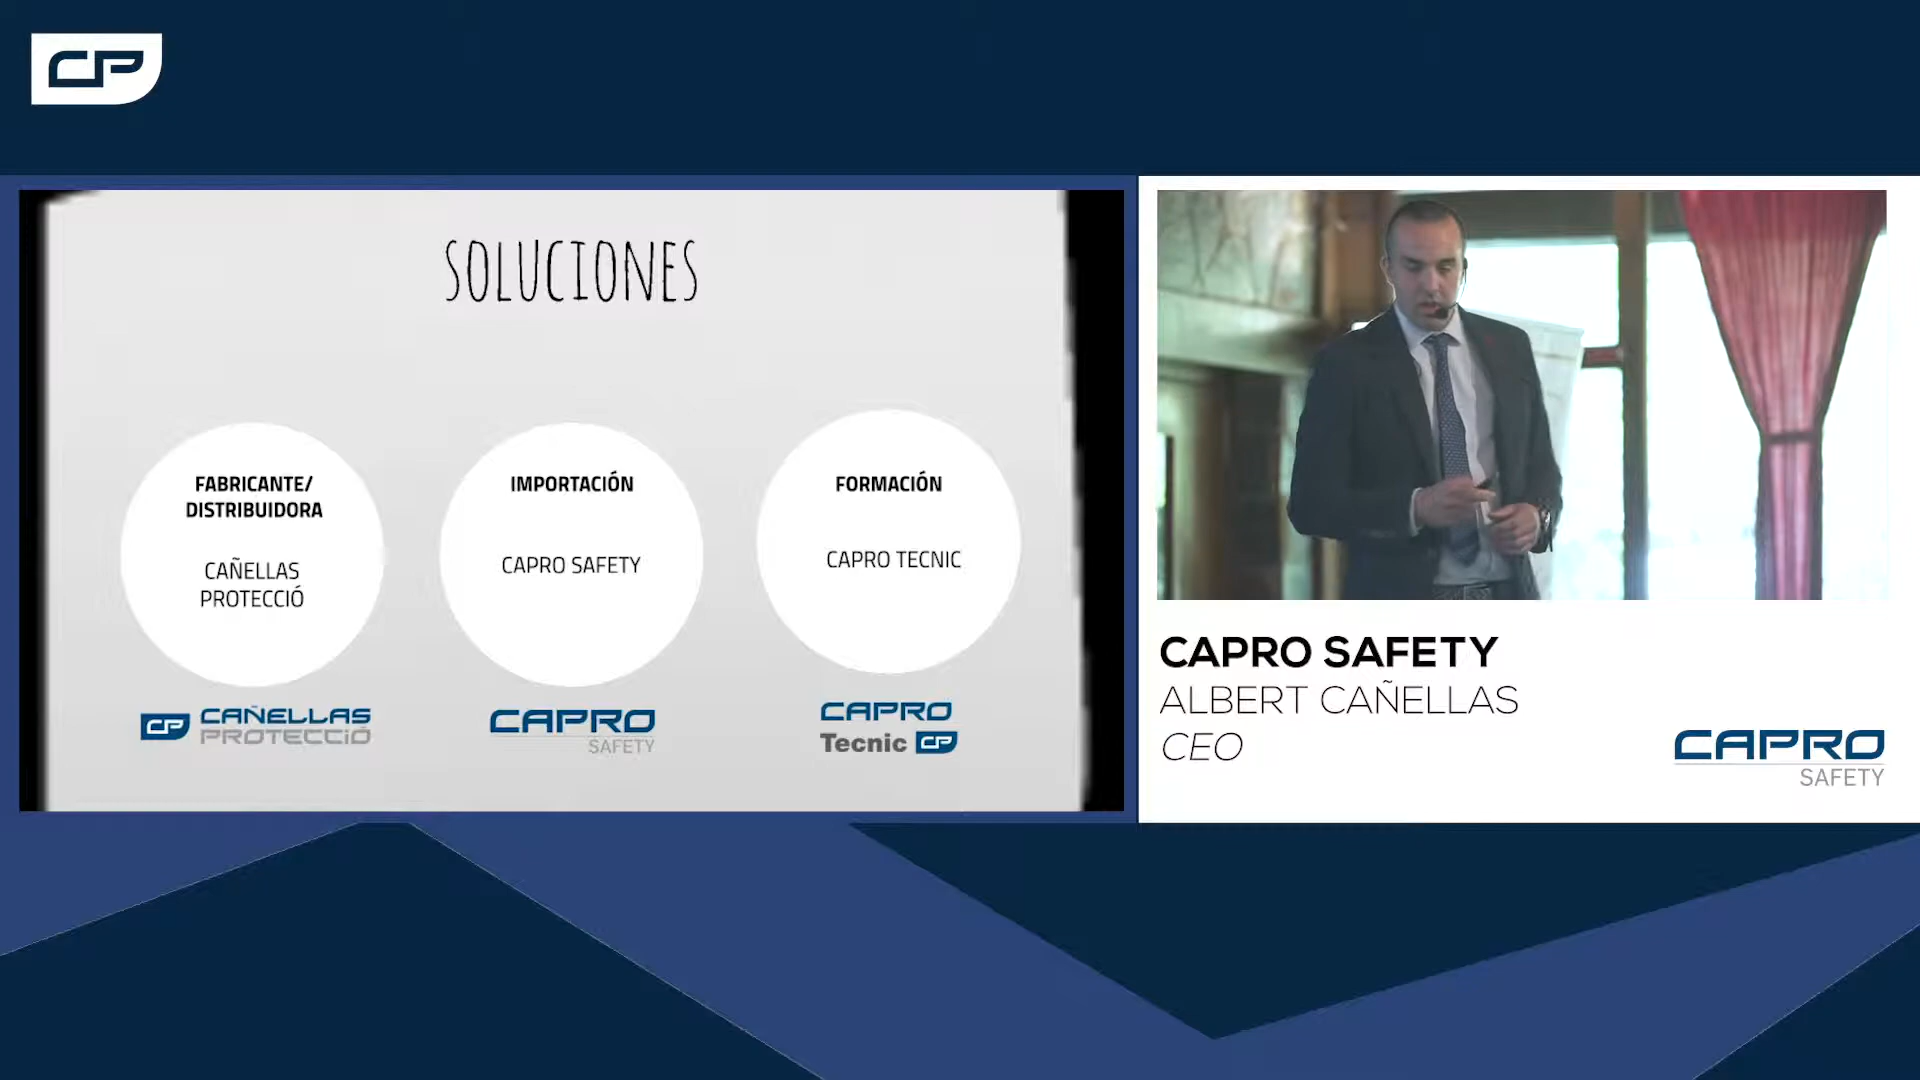 CP
SOLUCIONES
FABRICANTE/
DISTRIBUIDORA
CAÑELLAS
PROTECCIÓ
CP CAÑELLAS
PROTECCIÓ
IMPORTACIÓN
CAPRO SAFETY
CAPRO
SAFETY
FORMACIÓN
CAPRO TECNIC
CAPRO
Tecnic CP
CAPRO SAFETY
ALBERT CAÑELLAS
CEO
CAPRO
SAFETY